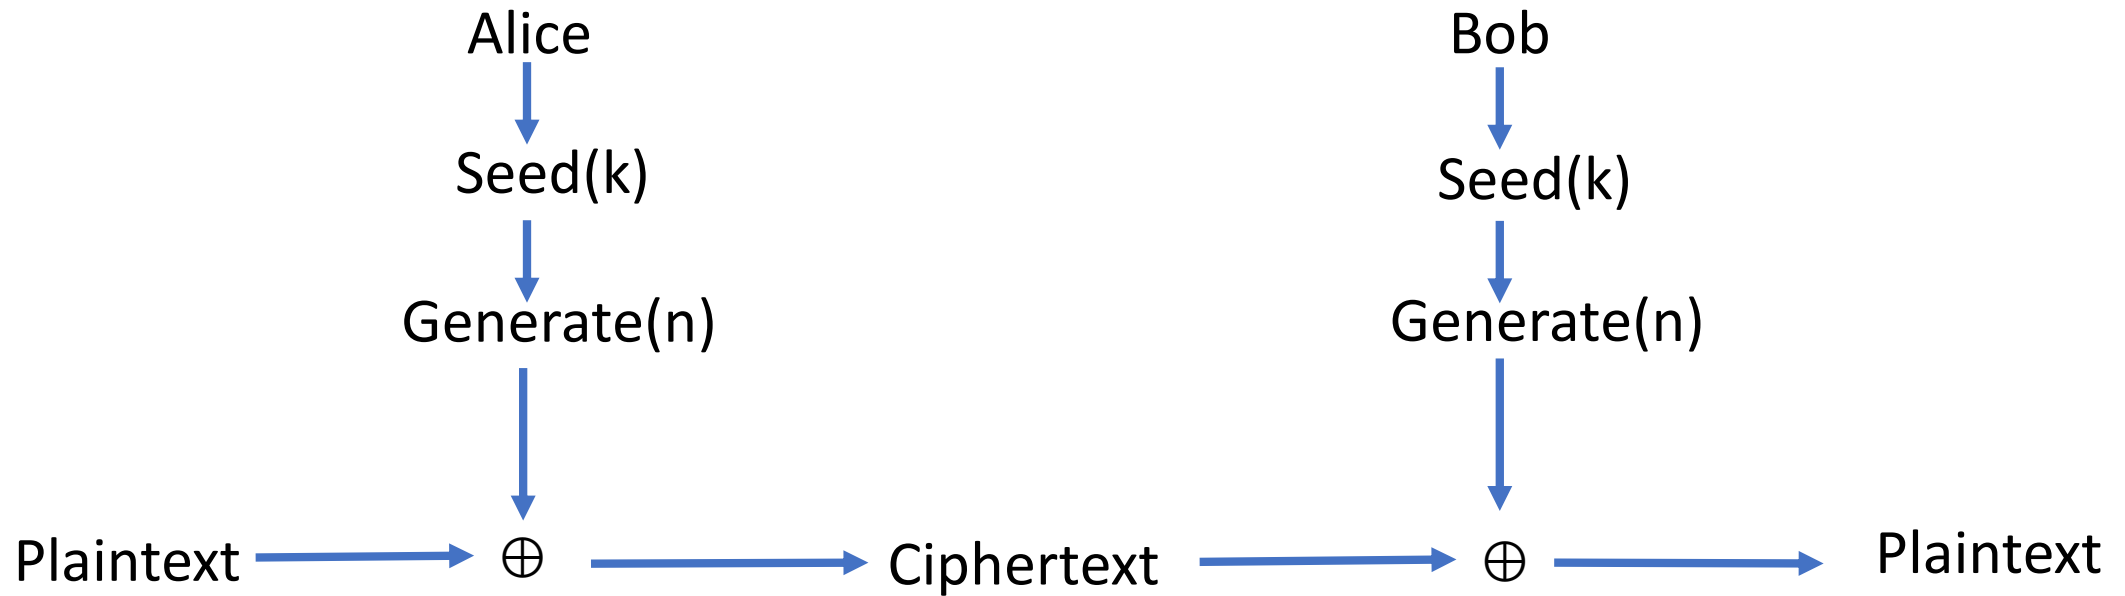 Alice
Bob
Seed(k)
Seed(k)
Generate(n)
Generate(n)
Plaintext ⊕ Ciphertext ⊕ Plaintext